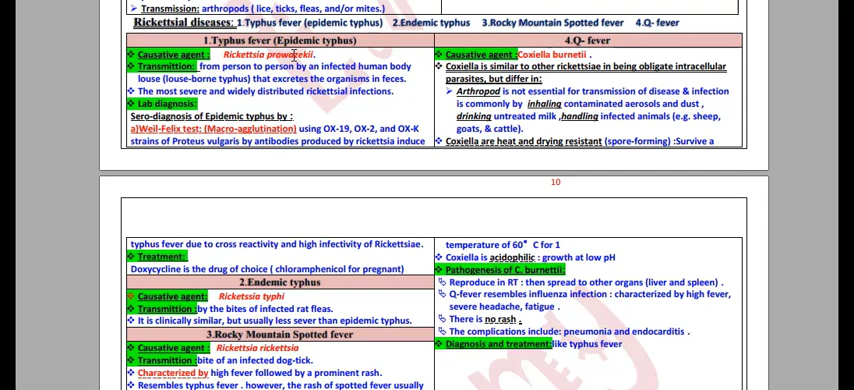 ➢ Transmission: arthropods ( lice, ticks, fleas, and/or mites.)
Rickettsial diseases: 1.Typhus fever (epidemic typhus) 2.Endemic typhus 3.Rocky Mountain Spotted fever 4.Q- fever
1.Typhus fever (Epidemic typhus)
❖ Causative agent : Rickettsia prowazekii.
❖ Transmittion: from person to person by an infected human body
louse (louse-borne typhus) that excretes the organisms in feces.
❖ The most severe and widely distributed rickettsial infections.
❖ Lab diagnosis:
Sero-diagnosis of Epidemic typhus by :
a)Weil-Felix test: (Macro-agglutination) using OX-19, OX-2, and OX-K
strains of Proteus vulgaris by antibodies produced by rickettsia induce
4.Q- fever
❖ Causative agent :Coxiella burnetii .
❖ Coxiella is similar to other rickettsiae in being obligate intracellular
parasites, but differ in:
➢ Arthropod is not essential for transmission of disease & infection
is commonly by inhaling contaminated aerosols and dust ,
drinking untreated milk ,handling infected animals (e.g. sheep,
goats, & cattle).
❖ Coxiella are heat and drying resistant (spore-forming) :Survive a
10
typhus fever due to cross reactivity and high infectivity of Rickettsiae.
❖ Treatment:
Doxycycline is the drug of choice ( chloramphenicol for pregnant)
2.Endemic typhus
❖ Causative agent: Ricketssia typhi
❖ Transmittion :by the bites of infected rat fleas.
❖ It is clinically similar, but usually less sever than epidemic typhus.
3.Rocky Mountain Spotted fever
❖ Causative agent : Rickettsia rickettsia
❖ Transmittion :bite of an infected dog-tick.
❖ Characterized by high fever followed by a prominent rash.
❖ Resembles typhus fever . however, the rash of spotted fever usually
temperature of 60° C for 1
❖ Coxiella is acidophilic : growth at low pH
❖ Pathogenesis of C. burnettii:
Reproduce in RT : then spread to other organs (liver and spleen) .
Q-fever resembles influenza infection : characterized by high fever,
severe headache, fatigue .
There is no rash .
The complications include: pneumonia and endocarditis .
❖ Diagnosis and treatment:like typhus fever